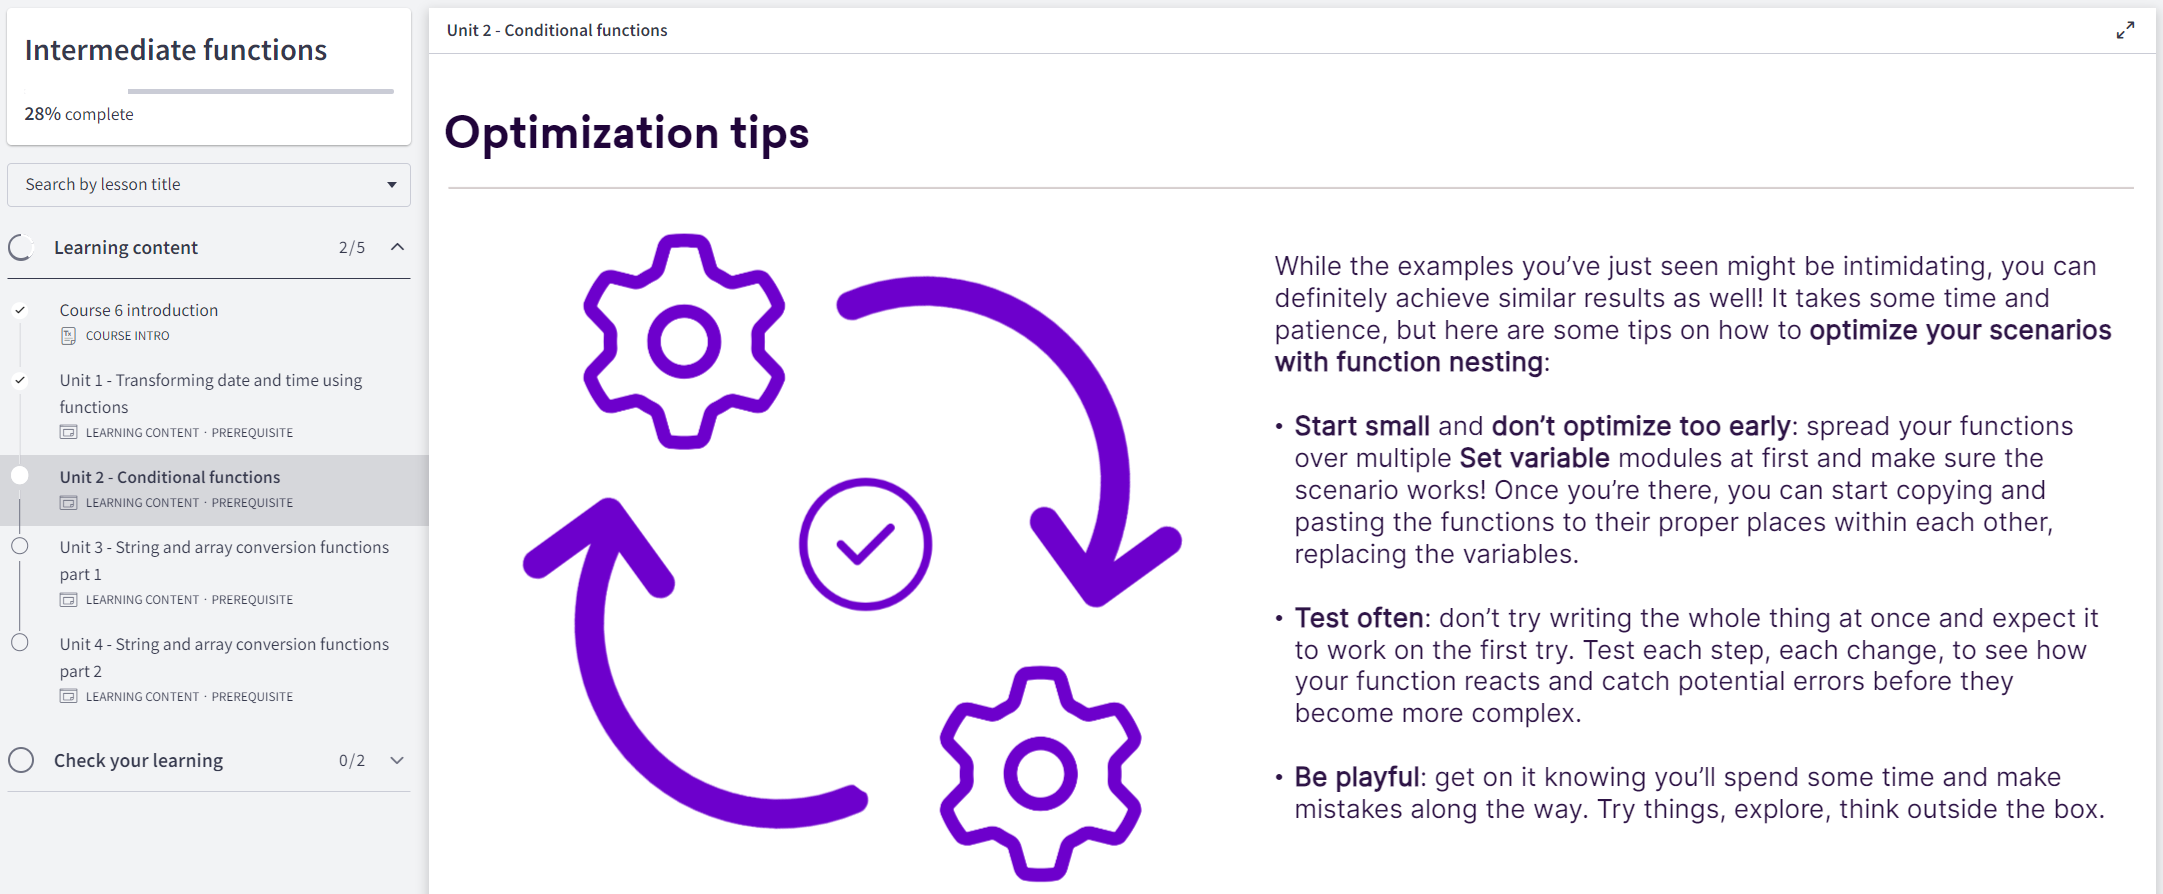 Intermediate functions
28% complete
Search by lesson title
Learning content 2/5
Course 6 introduction
COURSE INTRO
Unit 1 - Transforming date and time using
functions
LEARNING CONTENT · PREREQUISITE
Unit 2 - Conditional functions
LEARNING CONTENT · PREREQUISITE
Unit 3 - String and array conversion functions
part 1
LEARNING CONTENT · PREREQUISITE
Unit 4 - String and array conversion functions
part 2
LEARNING CONTENT · PREREQUISITE
Check your learning 0/2
Unit 2 - Conditional functions
Optimization tips
While the examples you’ve just seen might be intimidating, you can
definitely achieve similar results as well! It takes some time and
patience, but here are some tips on how to optimize your scenarios
with function nesting:
• Start small and don’t optimize too early: spread your functions
over multiple Set variable modules at first and make sure the
scenario works! Once you’re there, you can start copying and
pasting the functions to their proper places within each other,
replacing the variables.
• Test often: don’t try writing the whole thing at once and expect it
to work on the first try. Test each step, each change, to see how
your function reacts and catch potential errors before they
become more complex.
• Be playful: get on it knowing you’ll spend some time and make
mistakes along the way. Try things, explore, think outside the box.